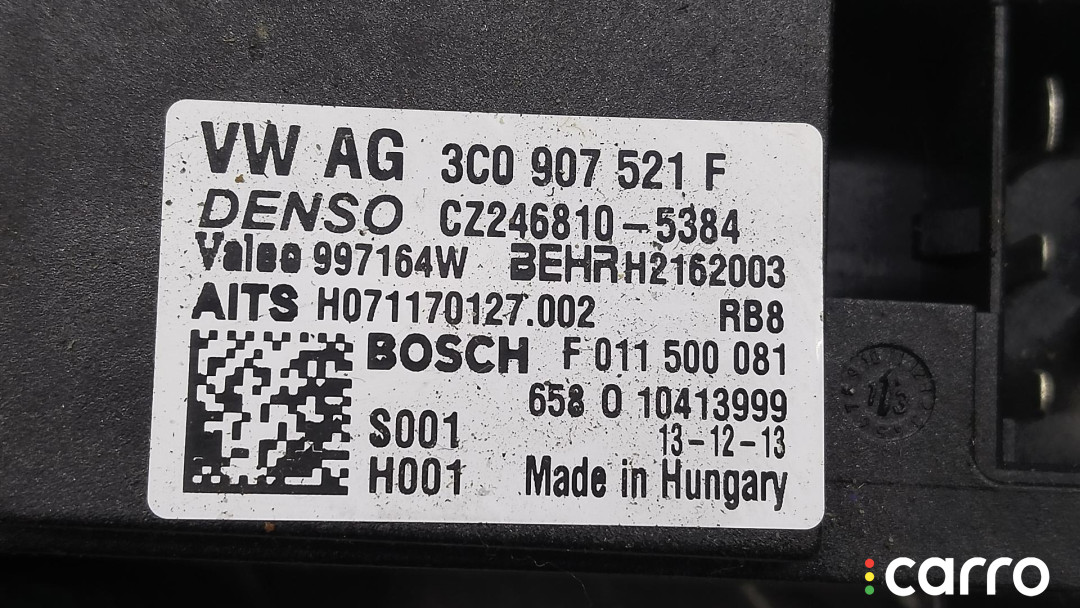 VW AG 3C0 907 521 F
DENSO CZ246810-5384
Valeo 997164W BEHR H2162003
AITS H071170127.002 RB8
BOSCH F 011 500 081
658 0 10413999
S001 13-12-13
H001 Made in Hungary
carro